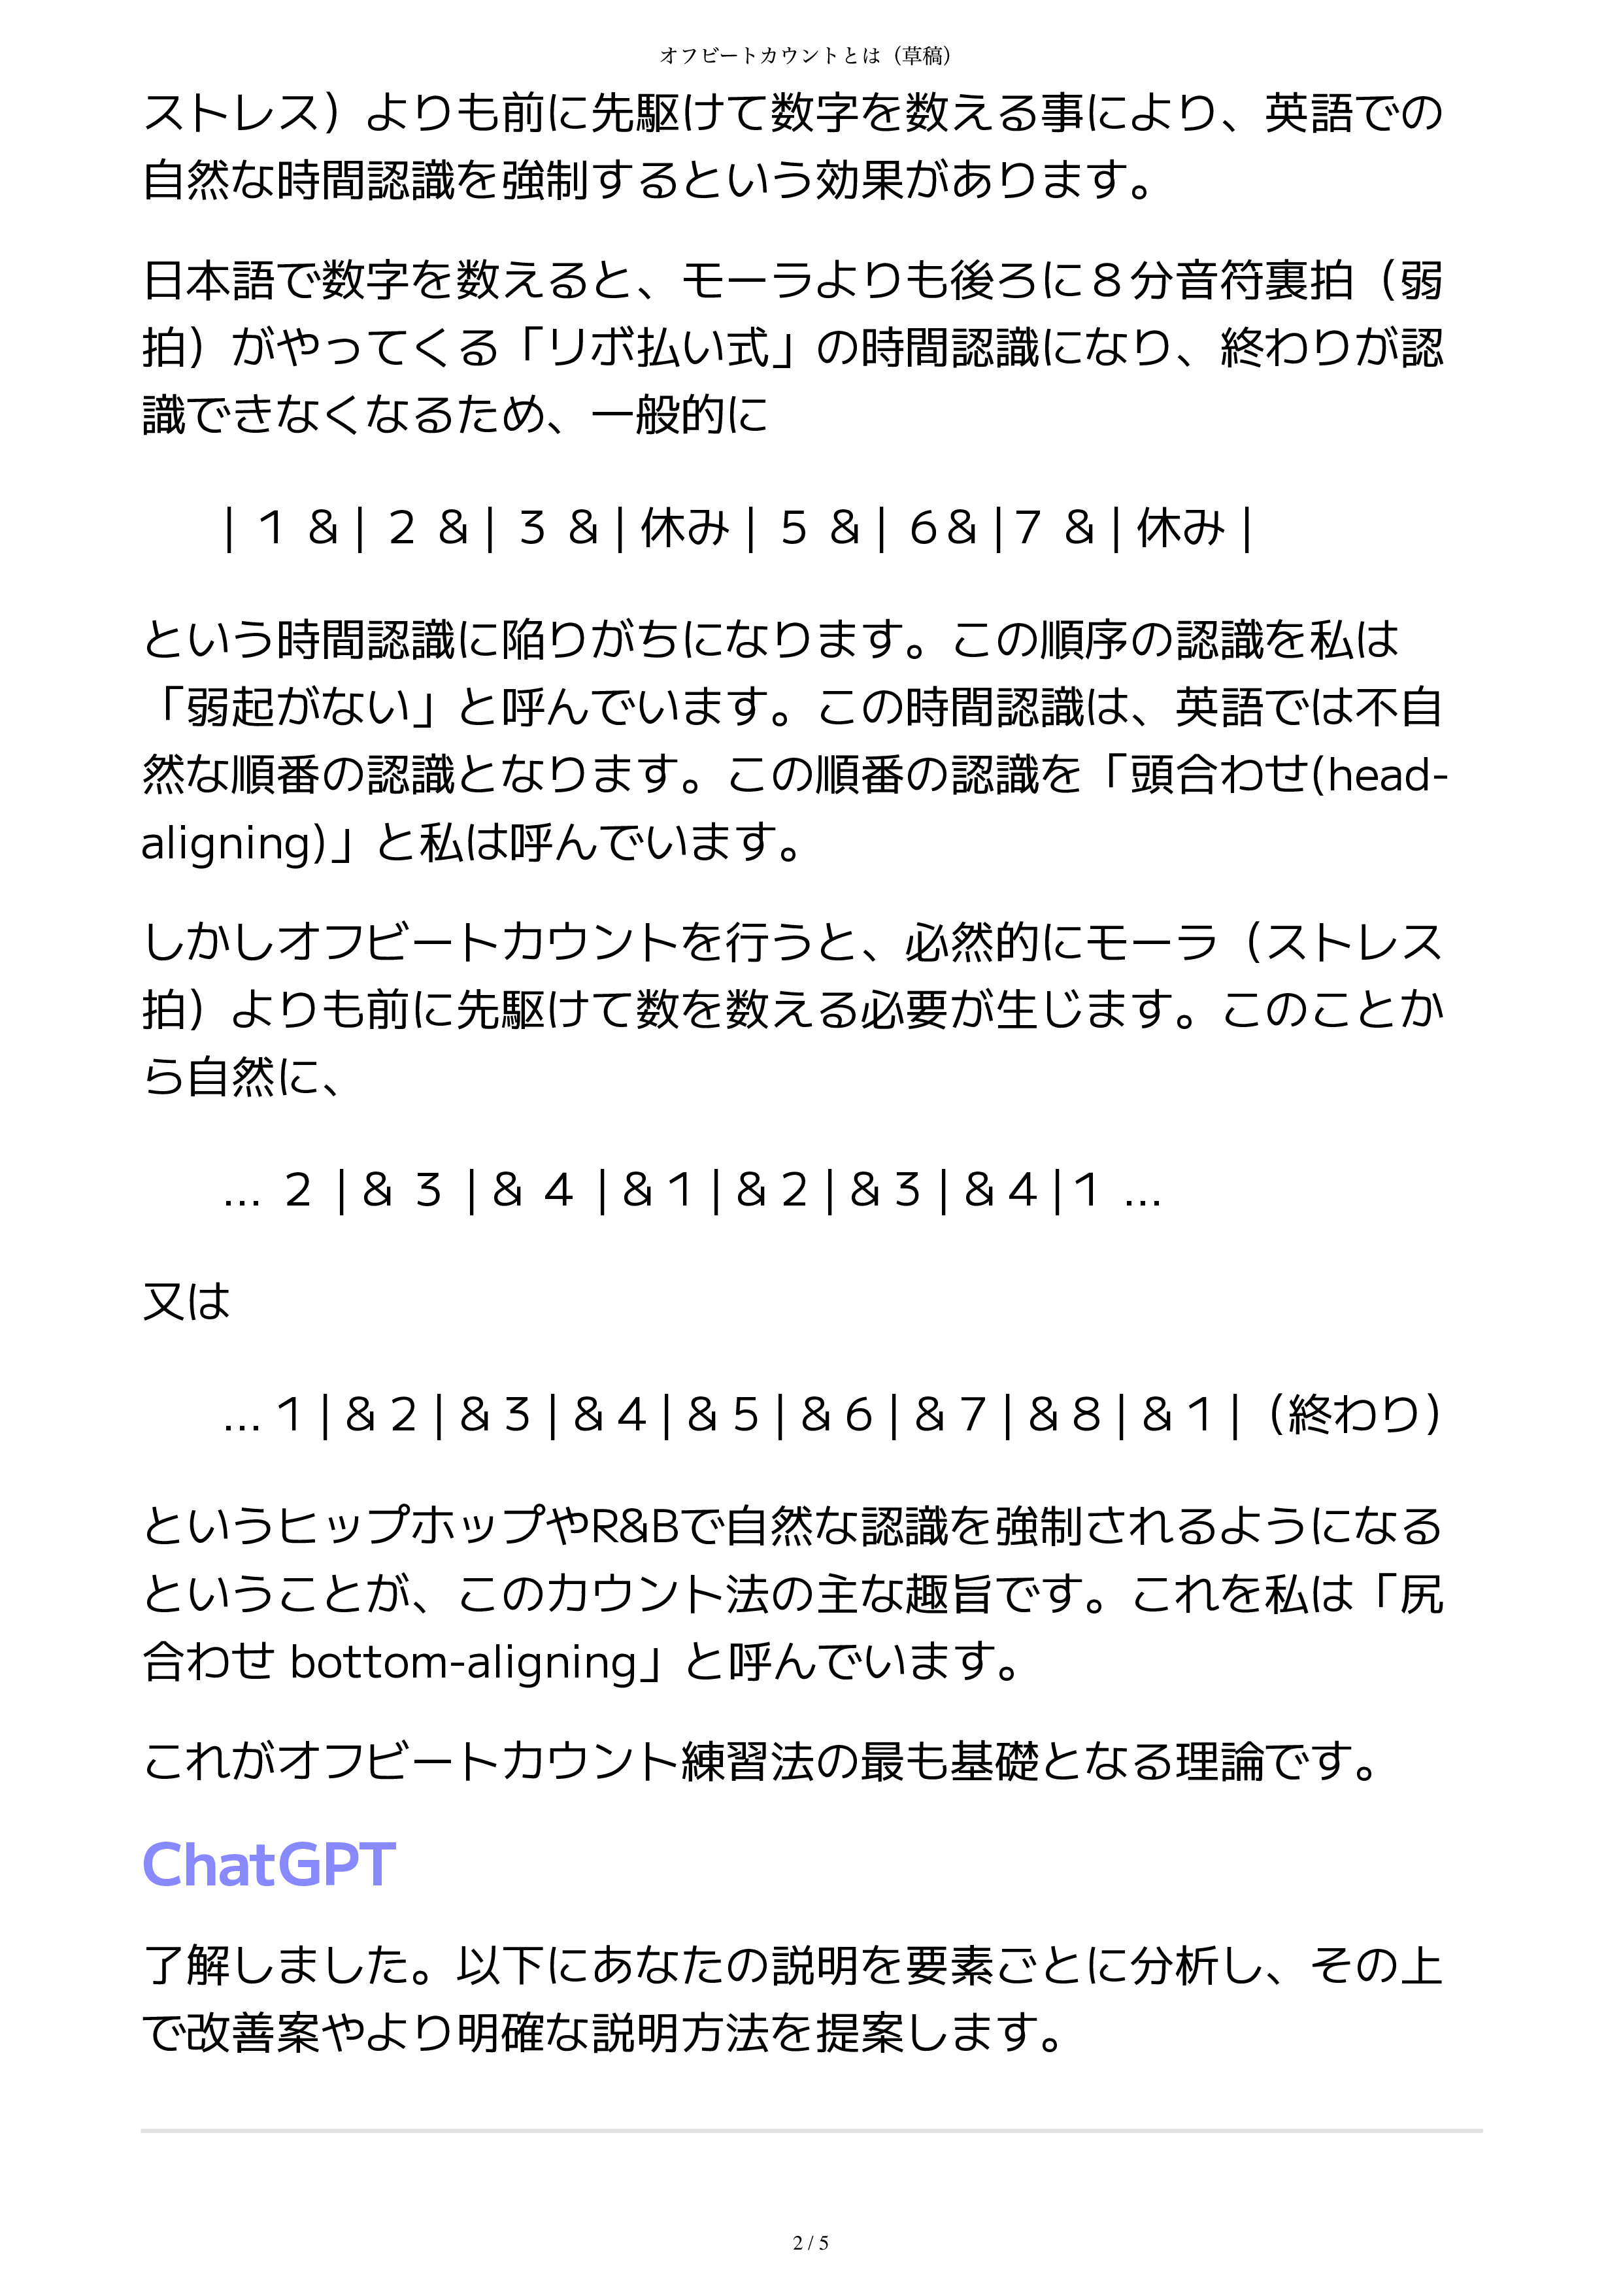 オフビートカウントとは（草稿）
ストレス）よりも前に先駆けて数字を数える事により、英語での
自然な時間認識を強制するという効果があります。
日本語で数字を数えると、モーラよりも後ろに８分音符裏拍（弱
拍）がやってくる「リボ払い式」の時間認識になり、終わりが認
識できなくなるため、一般的に
| １ & | ２ & | ３ & | 休み | ５ & | ６& |７ & | 休み |
という時間認識に陥りがちになります。この順序の認識を私は
「弱起がない」と呼んでいます。この時間認識は、英語では不自
然な順番の認識となります。この順番の認識を「頭合わせ(head-
aligning)」と私は呼んでいます。
しかしオフビートカウントを行うと、必然的にモーラ（ストレス
拍）よりも前に先駆けて数を数える必要が生じます。このことか
ら自然に、
... ２ | & ３ | & ４ | & 1 | & 2 | & 3 | & 4 | 1 ...
又は
... 1 | & 2 | & 3 | & 4 | & 5 | & 6 | & 7 | & 8 | & 1 |（終わり）
というヒップホップやR&Bで自然な認識を強制されるようになる
ということが、このカウント法の主な趣旨です。これを私は「尻
合わせ bottom-aligning」と呼んでいます。
これがオフビートカウント練習法の最も基礎となる理論です。
ChatGPT
了解しました。以下にあなたの説明を要素ごとに分析し、その上
で改善案やより明確な説明方法を提案します。
2 / 5